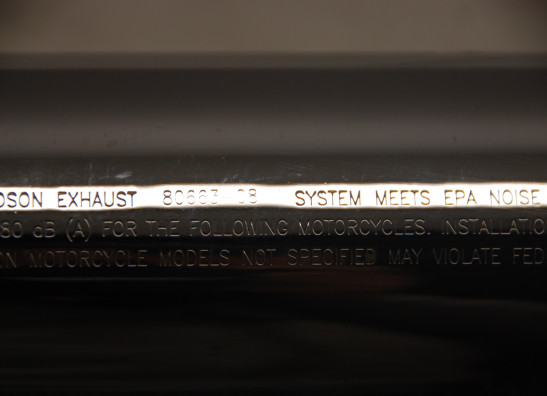 DSON EXHAUST 80663-08 SYSTEM MEETS EPA NOISE
80 dB (A) FOR THE FOLLOWING MOTORCYCLES. INSTALLATIO
ON MOTORCYCLE MODELS NOT SPECIFIED MAY VIOLATE FED